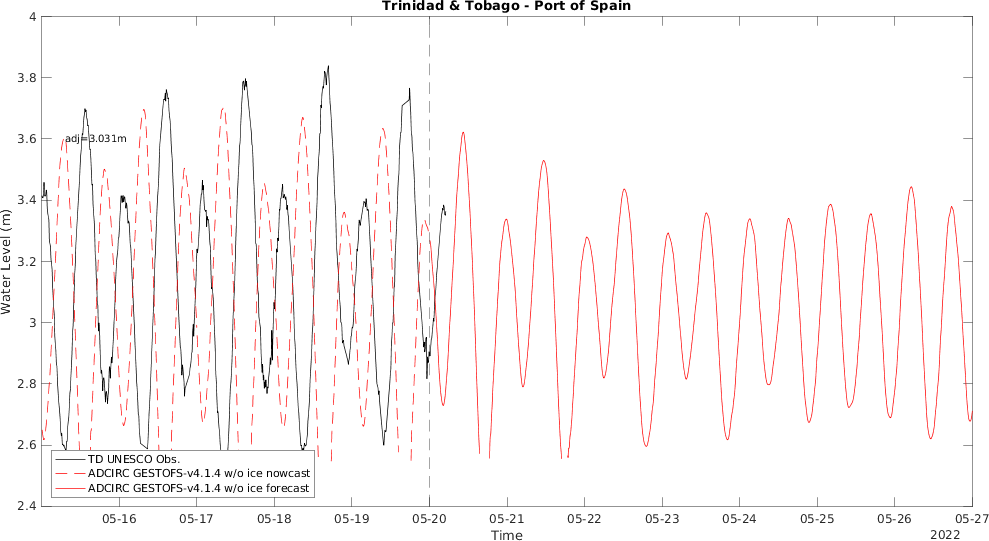 Trinidad & Tobago - Port of Spain
4
3.8
3.6
3.4
3.2
3
2.8
2.6
2.4
Water Level (m)
adj=3.031m
TD UNESCO Obs.
ADCIRC GESTOFS-v4.1.4 w/o ice nowcast
ADCIRC GESTOFS-v4.1.4 w/o ice forecast
05-16 05-17 05-18 05-19 05-20 05-21 05-22 05-23 05-24 05-25 05-26 05-27
Time
2022